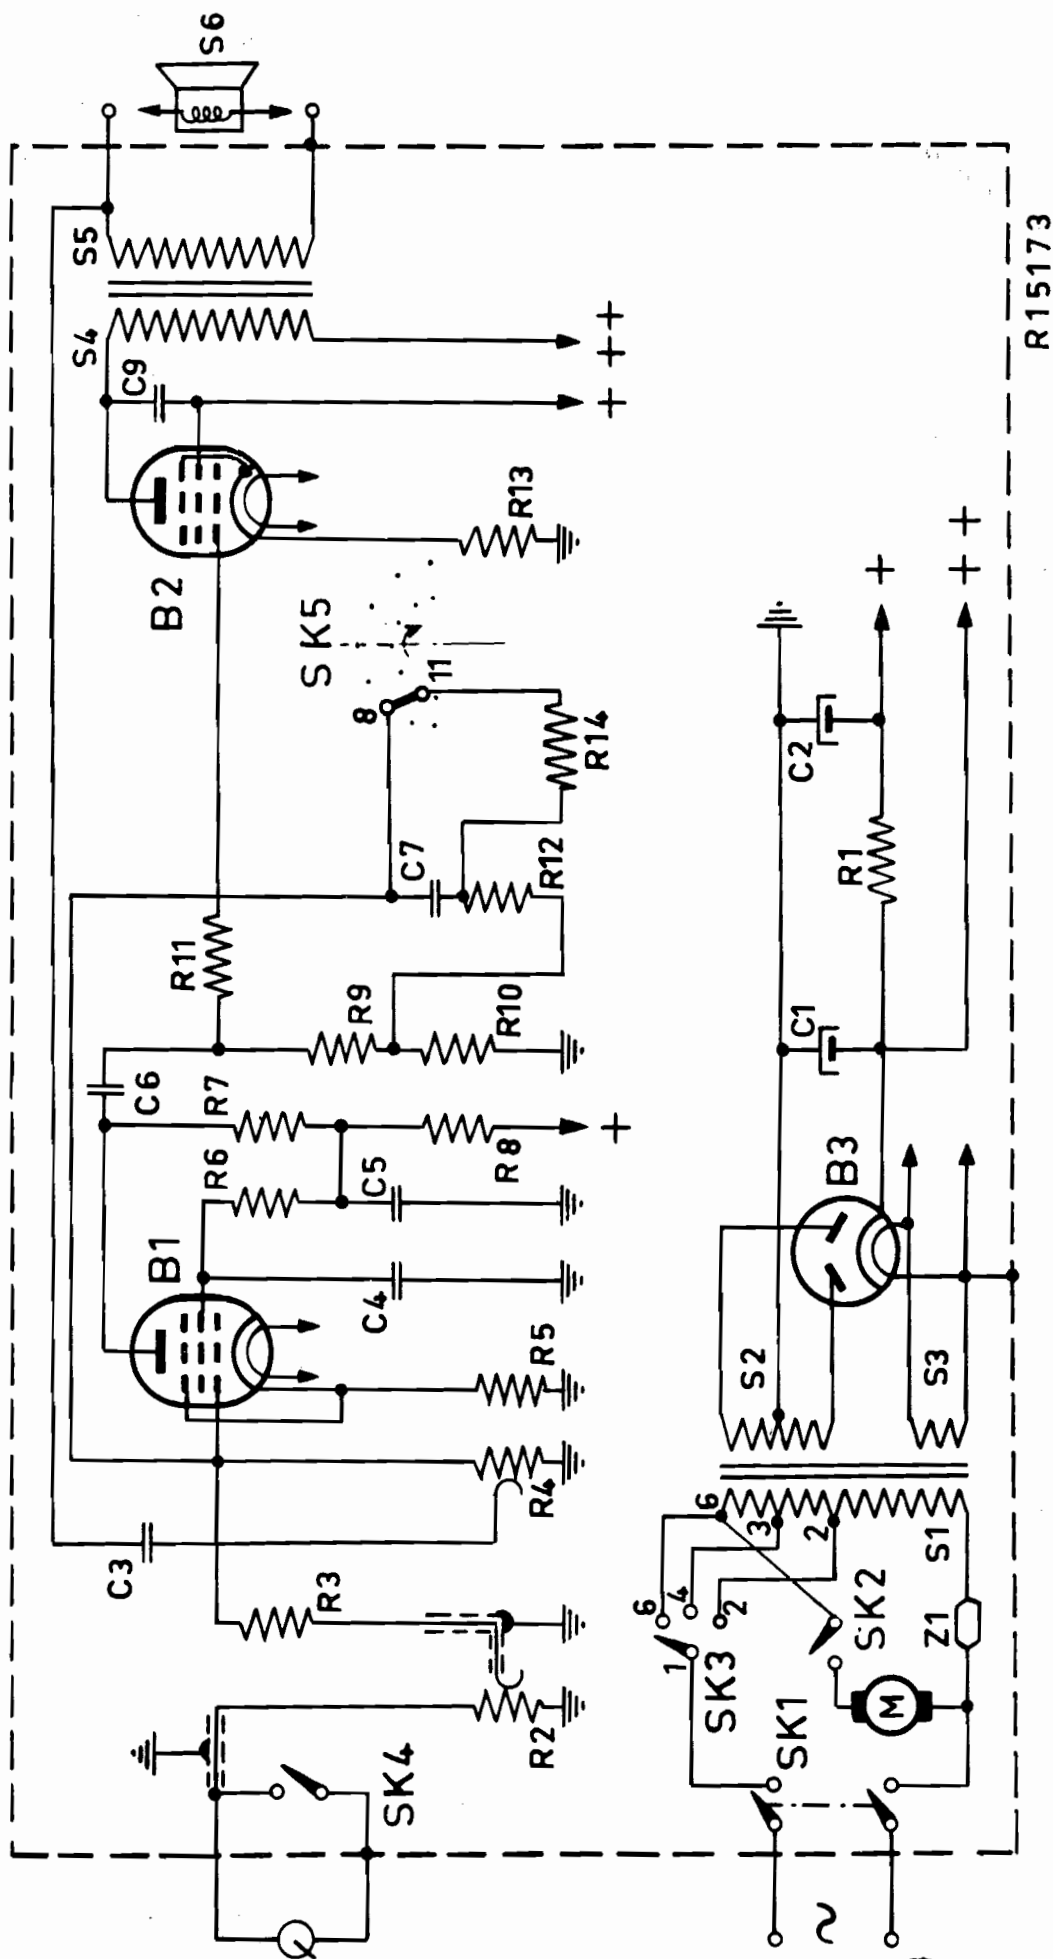 S5
S4
C3
C9
C6
B1
B2
R11
S6
R6
R7
SK5
R3
R9
8
C4
C5
SK4
C7
11
R8
R10
R13
R2
R4
R5
R12
R14
+
+
+ +
6
4
2
1
SK3
6
3
2
SK1
S2
C1
C2
~
B3
SK2
R1
M
+
Z1
S1
S3
+ +
R15173